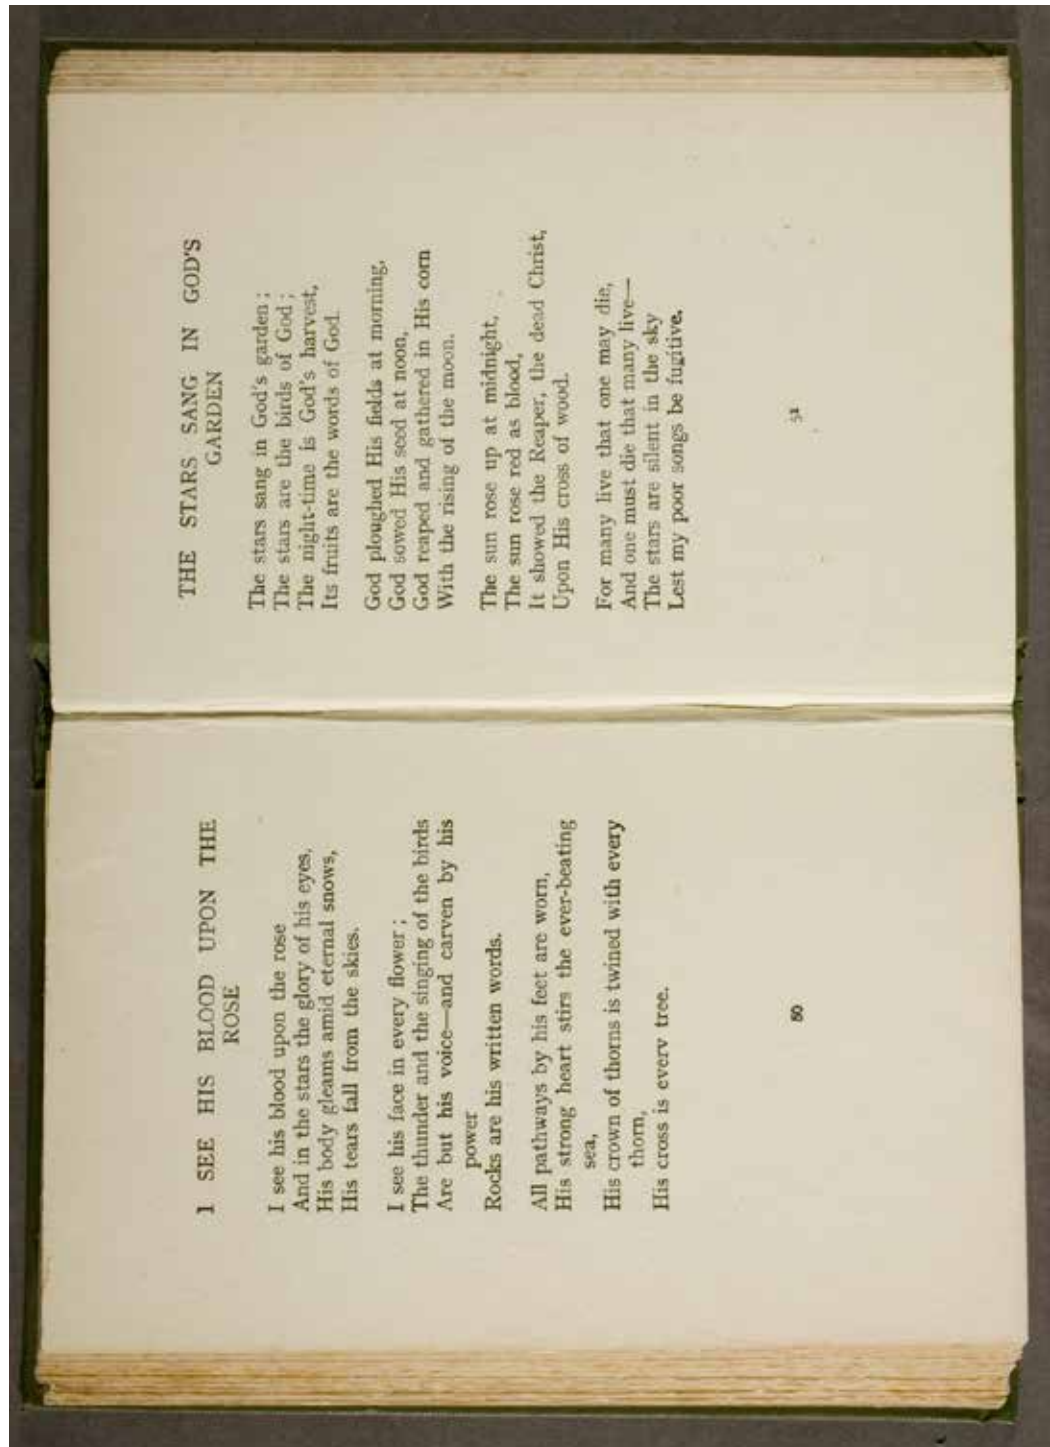 I SEE HIS BLOOD UPON THE
ROSE
I see his blood upon the rose
And in the stars the glory of his eyes,
His body gleams amid eternal snows,
His tears fall from the skies.
I see his face in every flower;
The thunder and the singing of the birds
Are but his voice—and carven by his
power
Rocks are his written words.
All pathways by his feet are worn,
His strong heart stirs the ever-beating
sea,
His crown of thorns is twined with every
thorn,
His cross is every tree.
50
THE STARS SANG IN GOD'S
GARDEN
The stars sang in God's garden;
The stars are the birds of God;
The night-time is God's harvest,
Its fruits are the words of God.
God ploughed His fields at morning,
God sowed His seed at noon,
God reaped and gathered in His corn
With the rising of the moon.
The sun rose up at midnight,
The sun rose red as blood,
It showed the Reaper, the dead Christ,
Upon His cross of wood.
For many live that one may die,
And one must die that many live—
The stars are silent in the sky
Lest my poor songs be fugitive.
51